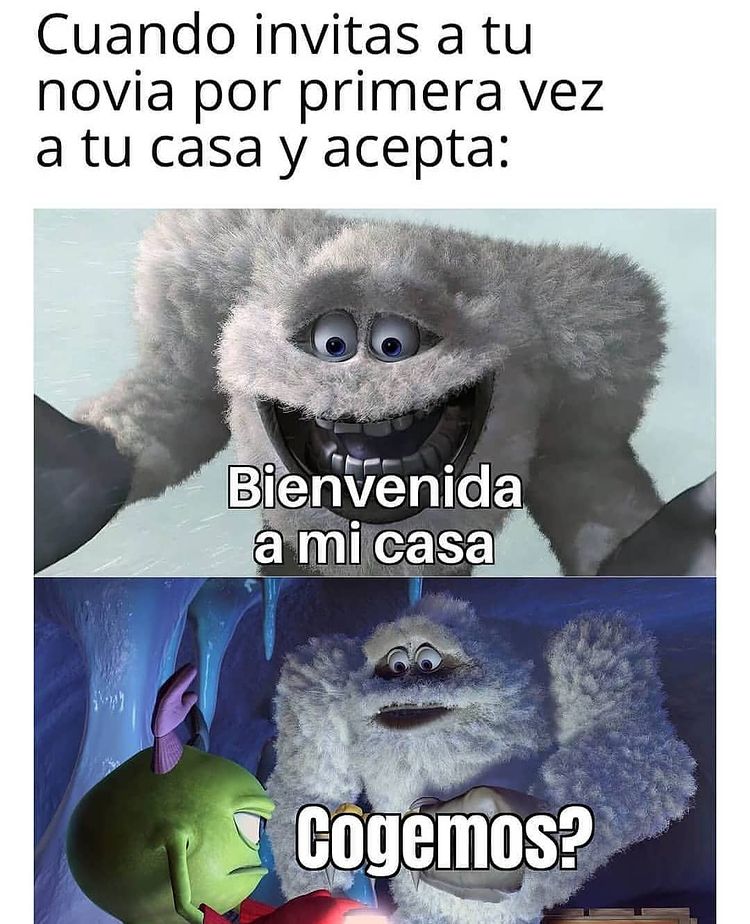 Cuando invitas a tu
novia por primera vez
a tu casa y acepta:
Bienvenida
a mi casa
Cogemos?